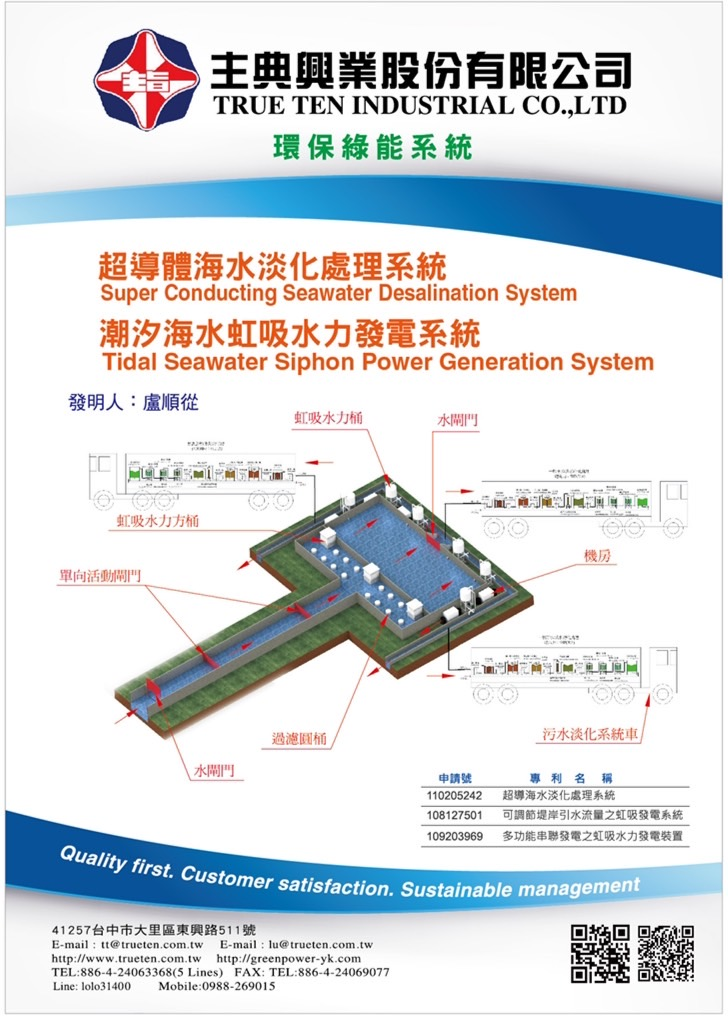 主典興業股份有限公司
TRUE TEN INDUSTRIAL CO.,LTD
環保綠能系統
超導體海水淡化處理系統
Super Conducting Seawater Desalination System
潮汐海水虹吸水力發電系統
Tidal Seawater Siphon Power Generation System
發明人：盧順從
虹吸水力桶
水閘門
虹吸水力方桶
機房
單向活動閘門
過濾圓桶
污水淡化系統車
水閘門
申請號 專利名稱
110205242 超導海水淡化處理系統
108127501 可調節堤岸引水流量之虹吸發電系統
109203969 多功能串聯發電之虹吸水力發電裝置
Quality first. Customer satisfaction. Sustainable management
41257台中市大里區東興路511號
E-mail : tt@trueten.com.tw E-mail : lu@trueten.com.tw
http://www.trueten.com.tw http://greenpower-yk.com
TEL:886-4-24063368(5 Lines) FAX: TEL:886-4-24069077
Line: lolo31400 Mobile:0988-269015